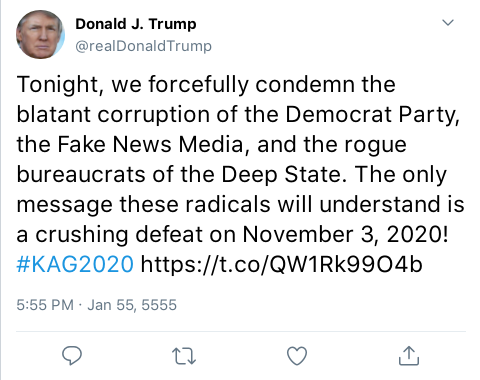 Donald J. Trump
@realDonaldTrump
Tonight, we forcefully condemn the
blatant corruption of the Democrat Party,
the Fake News Media, and the rogue
bureaucrats of the Deep State. The only
message these radicals will understand is
a crushing defeat on November 3, 2020!
#KAG2020 https://t.co/QW1Rk99O4b
5:55 PM · Jan 55, 5555